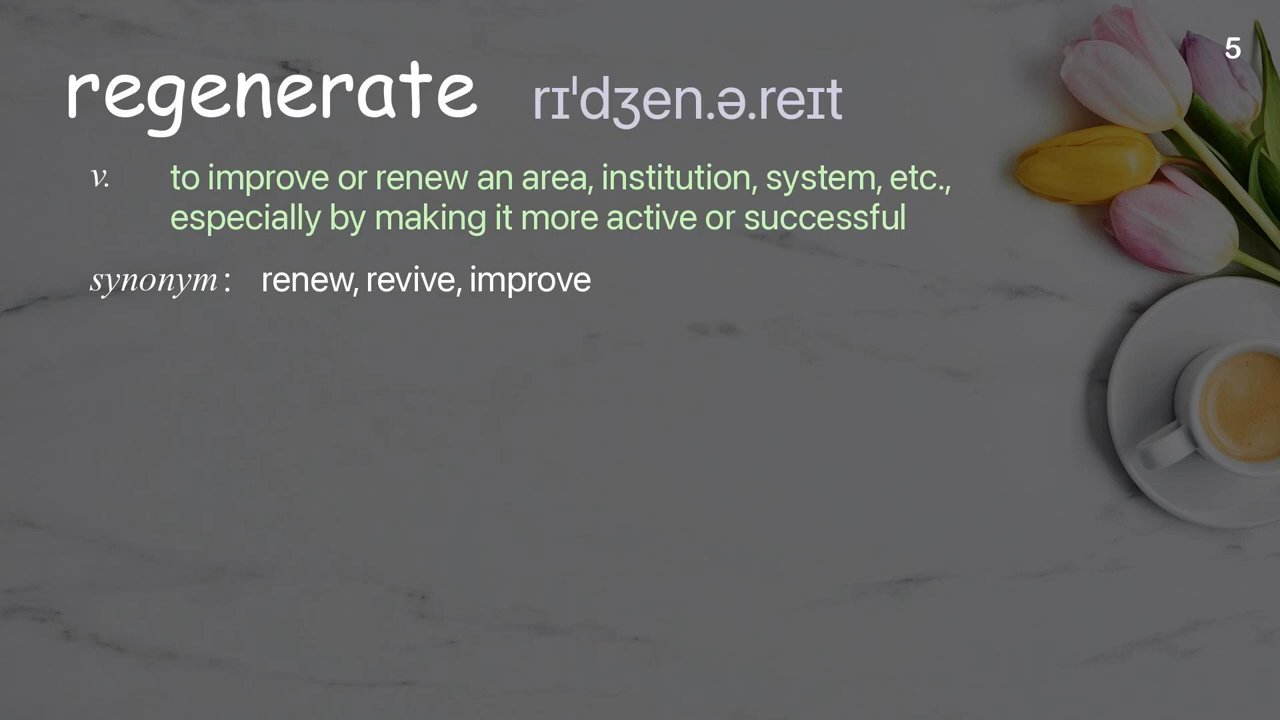 5
regenerate rɪˈdʒen.ə.reɪt
v. to improve or renew an area, institution, system, etc.,
especially by making it more active or successful
synonym: renew, revive, improve